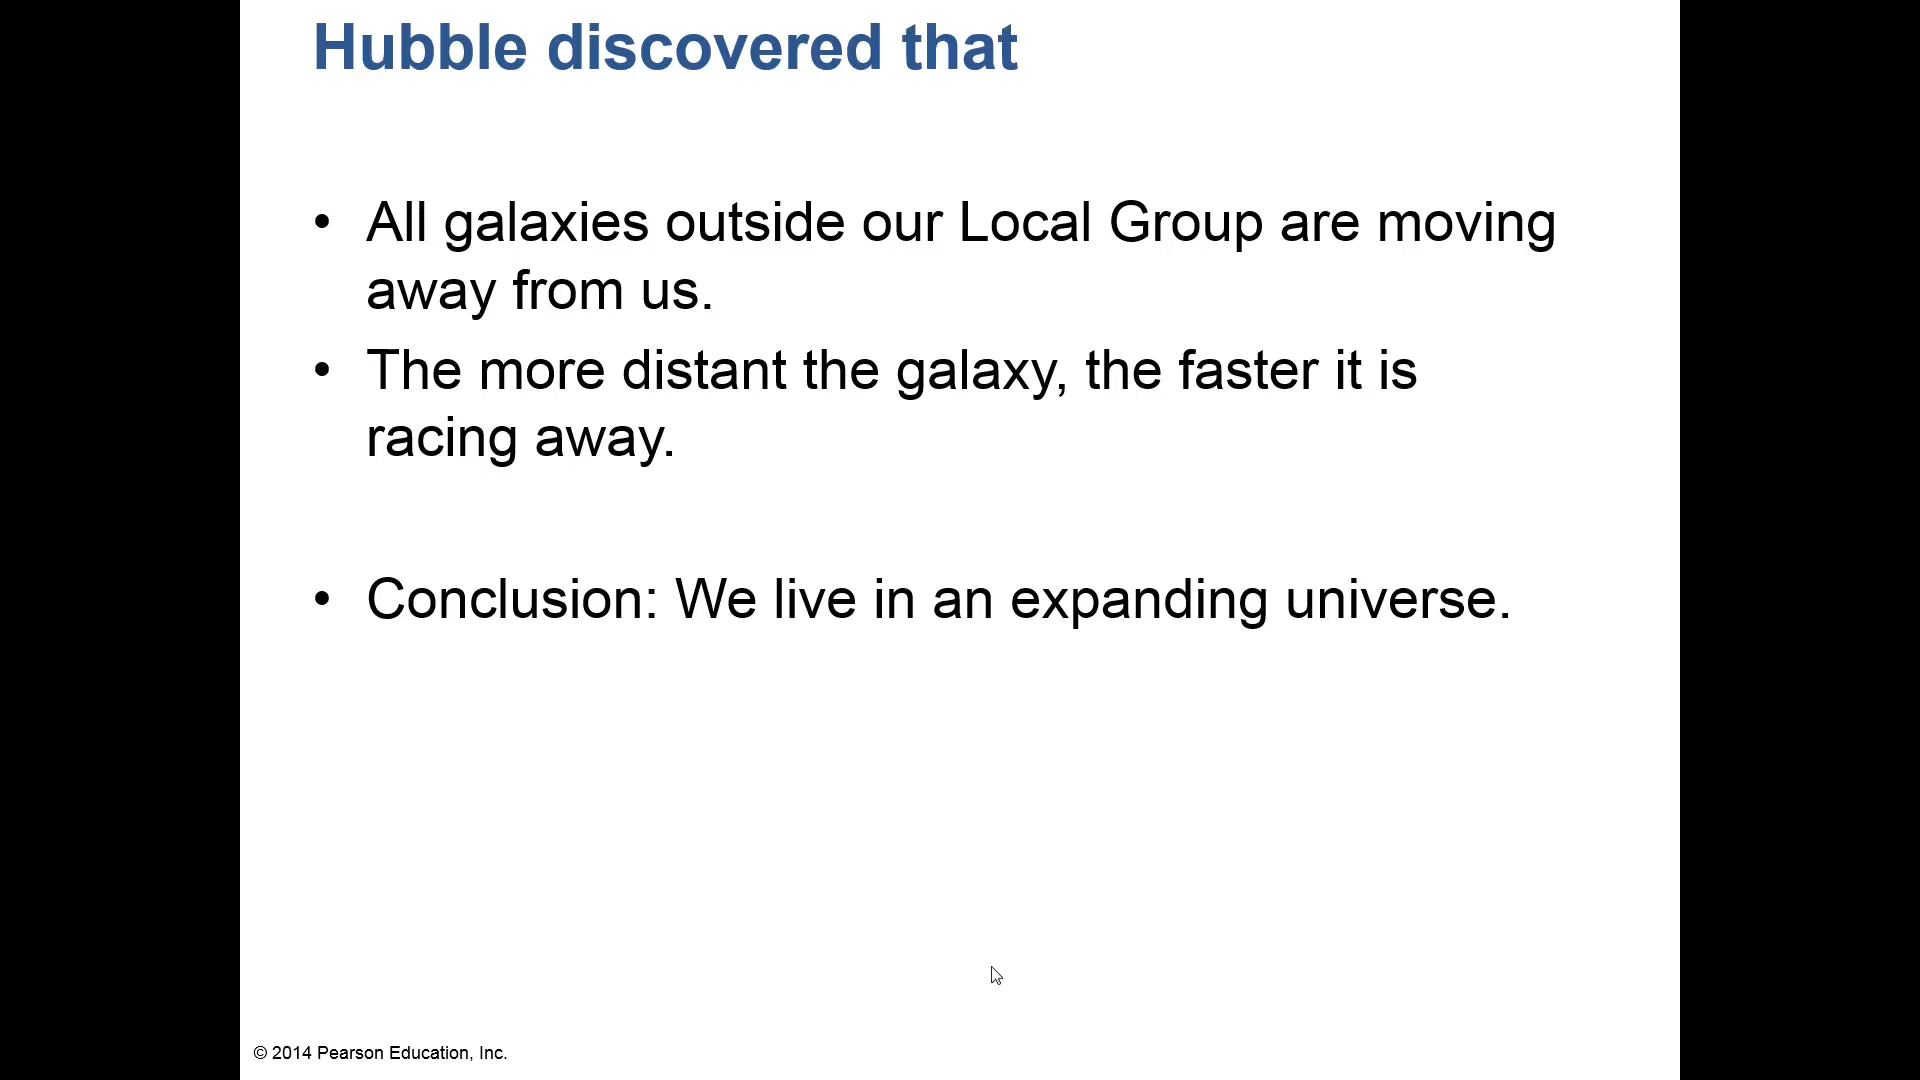 Hubble discovered that
• All galaxies outside our Local Group are moving
away from us.
• The more distant the galaxy, the faster it is
racing away.
• Conclusion: We live in an expanding universe.
© 2014 Pearson Education, Inc.